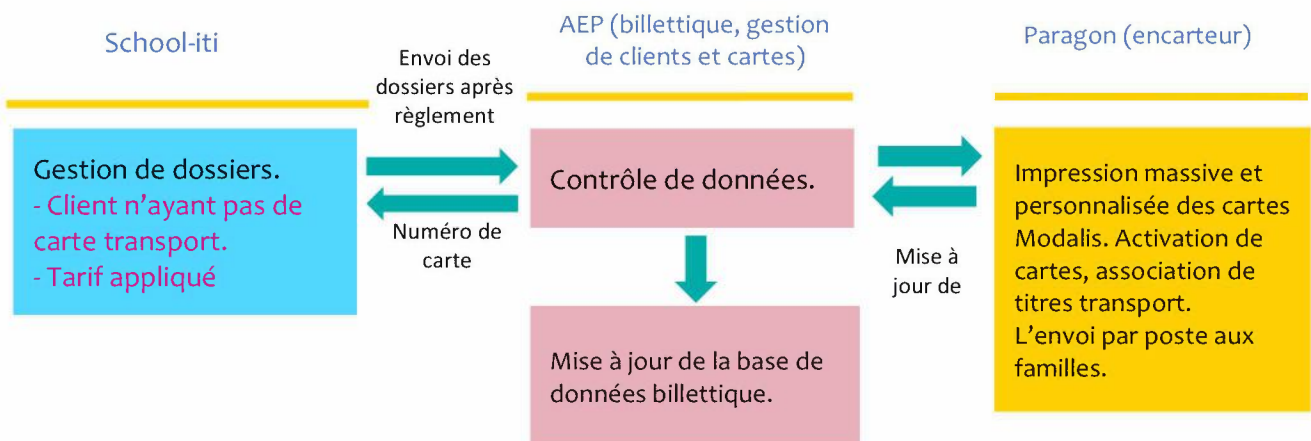 School-iti
AEP (billettique, gestion
de clients et cartes)
Paragon (encarteur)
Envoi des
dossiers après
règlement
Gestion de dossiers.
- Client n’ayant pas de
carte transport.
- Tarif appliqué
Numéro de
carte
Contrôle de données.
Mise à jour de la base de
données billettique.
Mise à
jour de
Impression massive et
personnalisée des cartes
Modalis. Activation de
cartes, association de
titres transport.
L’envoi par poste aux
familles.